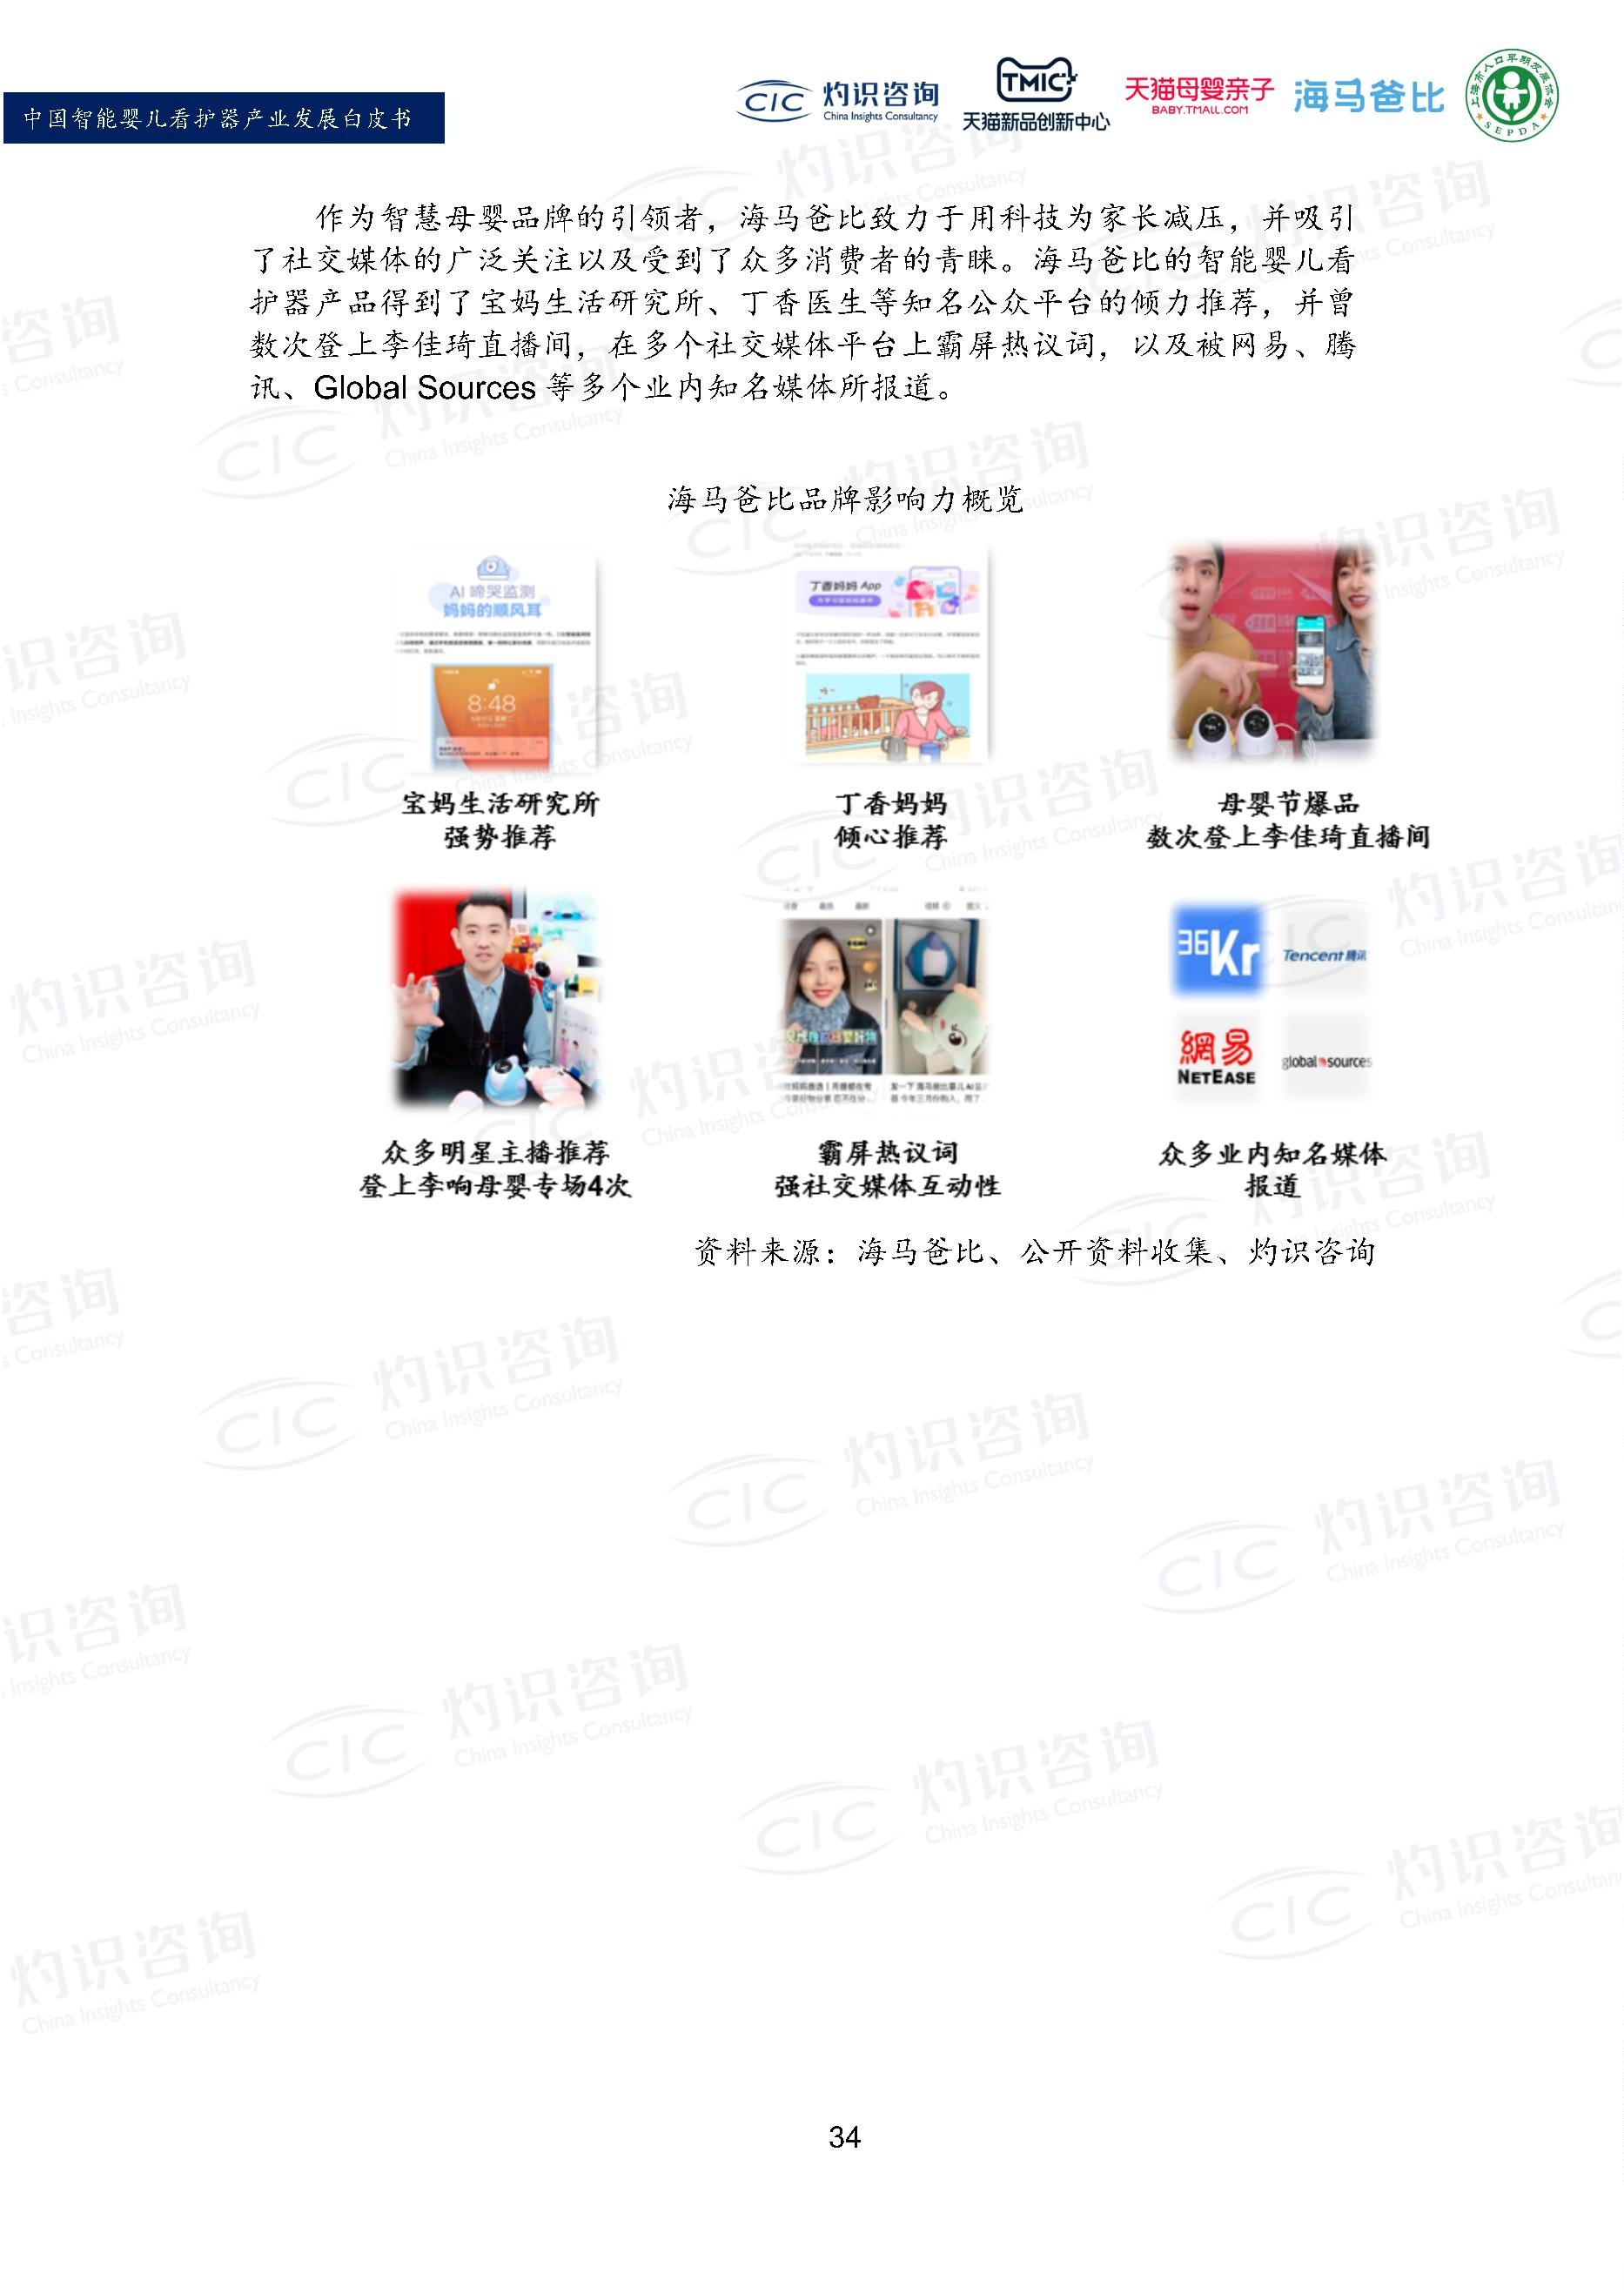 中国智能婴儿看护器产业发展白皮书
CIC 灼识咨询
China Insights Consultancy
TMIC
天猫新品创新中心
天猫母婴亲子
BABY.TMALL.COM
海马爸比
上海市人口早期发展协会
SEPDA
作为智慧母婴品牌的引领者，海马爸比致力于用科技为家长减压，并吸引
了社交媒体的广泛关注以及受到了众多消费者的青睐。海马爸比的智能婴儿看
护器产品得到了宝妈生活研究所、丁香医生等知名公众平台的倾力推荐，并曾
数次登上李佳琦直播间，在多个社交媒体平台上霸屏热议词，以及被网易、腾
讯、Global Sources 等多个业内知名媒体所报道。
海马爸比品牌影响力概览
AI 啼哭监测
妈妈的顺风耳
8:48
丁香妈妈 App
宝妈生活研究所
强势推荐
丁香妈妈
倾心推荐
母婴节爆品
数次登上李佳琦直播间
36Kr
Tencent 腾讯
網易
NETEASE
global sources
众多明星主播推荐
登上李响母婴专场4次
霸屏热议词
强社交媒体互动性
众多业内知名媒体
报道
资料来源：海马爸比、公开资料收集、灼识咨询
34